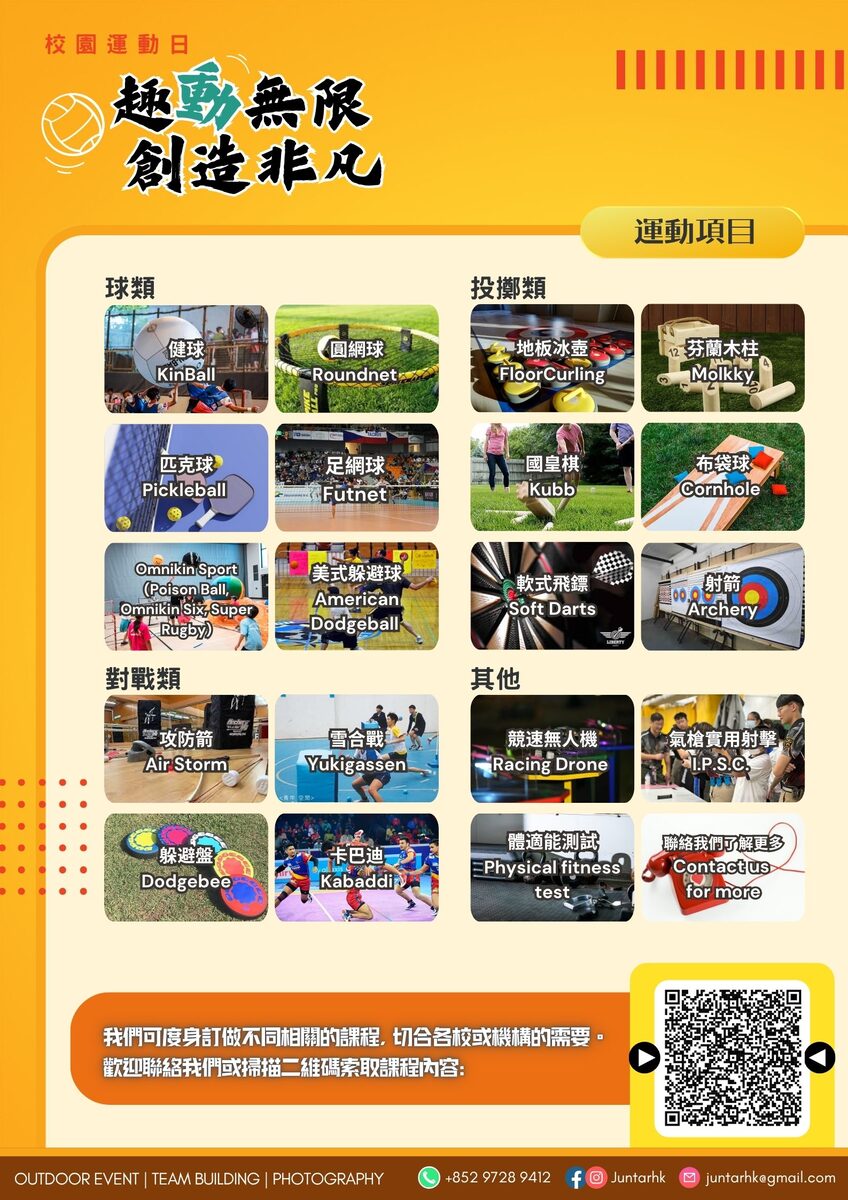 校園運動日
趣動無限
創造非凡
運動項目
球類
健球
KinBall
圓網球
Roundnet
匹克球
Pickleball
足網球
Futnet
Omnikin Sport
(Poison Ball,
Omnikin Six, Super
Rugby)
美式躲避球
American
Dodgeball
投擲類
地板冰壺
FloorCurling
芬蘭木柱
Molkky
國皇棋
Kubb
布袋球
Cornhole
軟式飛鏢
Soft Darts
LIBERTY
射箭
Archery
對戰類
攻防箭
Air Storm
雪合戰
Yukigassen
<青年 空間>
躲避盤
Dodgebee
卡巴迪
Kabaddi
其他
競速無人機
Racing Drone
氣槍實用射擊
I.P.S.C.
體適能測試
Physical fitness
test
聯絡我們了解更多
Contact us
for more
我們可度身訂做不同相關的課程, 切合各校或機構的需要。
歡迎聯絡我們或掃描二維碼索取課程內容:
OUTDOOR EVENT | TEAM BUILDING | PHOTOGRAPHY
+852 9728 9412
Juntarhk
juntarhk@gmail.com